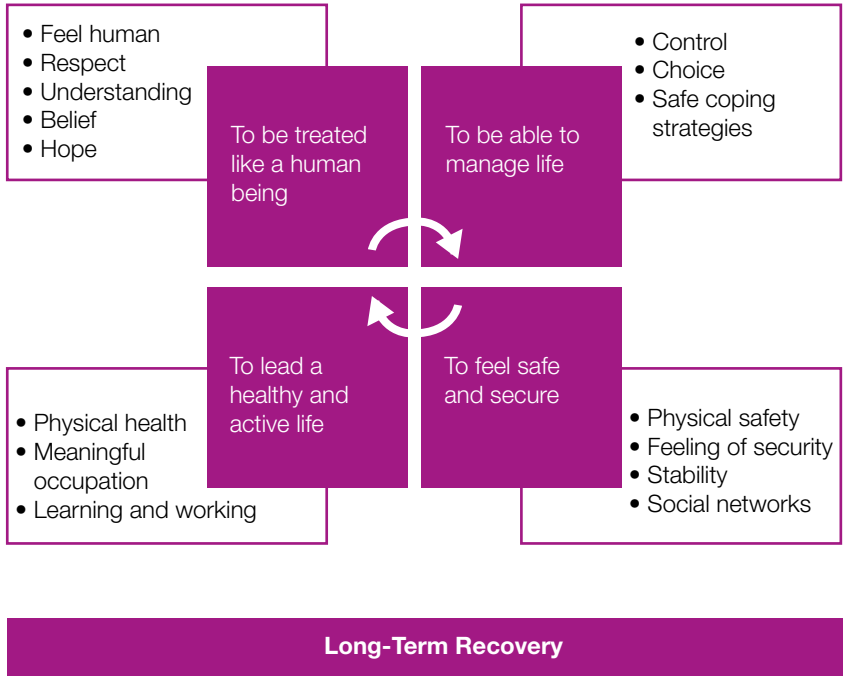 • Feel human
• Respect
• Understanding
• Belief
• Hope
To be treated
like a human
being
To be able to
manage life
• Control
• Choice
• Safe coping
strategies
• Physical health
• Meaningful
occupation
• Learning and working
To lead a
healthy and
active life
To feel safe
and secure
• Physical safety
• Feeling of security
• Stability
• Social networks
Long-Term Recovery